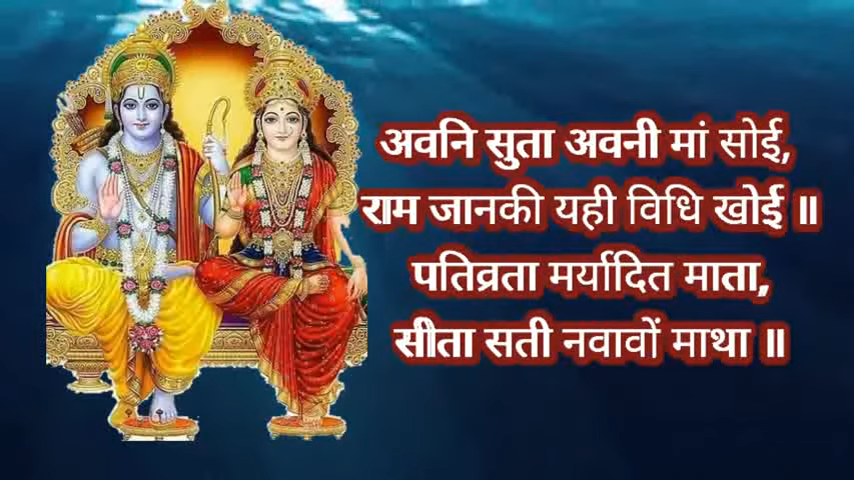 अवनि सुता अवनी मां सोई,
राम जानकी यही विधि खोई ॥
पतिव्रता मर्यादित माता,
सीता सती नवावों माथा ॥